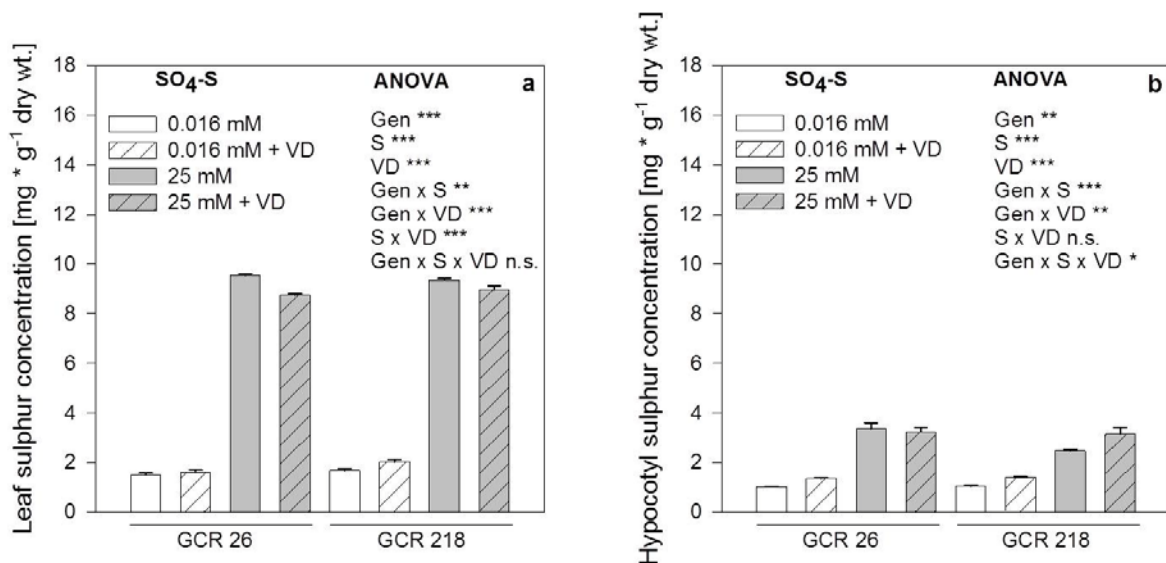 Leaf sulphur concentration [mg * g⁻¹ dry wt.]
18
16
14
12
10
8
6
4
2
0
SO₄-S
0.016 mM
0.016 mM + VD
25 mM
25 mM + VD
ANOVA
Gen ***
S ***
VD ***
Gen x S **
Gen x VD ***
S x VD ***
Gen x S x VD n.s.
a
GCR 26
GCR 218
Hypocotyl sulphur concentration [mg * g⁻¹ dry wt.]
18
16
14
12
10
8
6
4
2
0
SO₄-S
0.016 mM
0.016 mM + VD
25 mM
25 mM + VD
ANOVA
Gen **
S ***
VD ***
Gen x S ***
Gen x VD **
S x VD n.s.
Gen x S x VD *
b
GCR 26
GCR 218